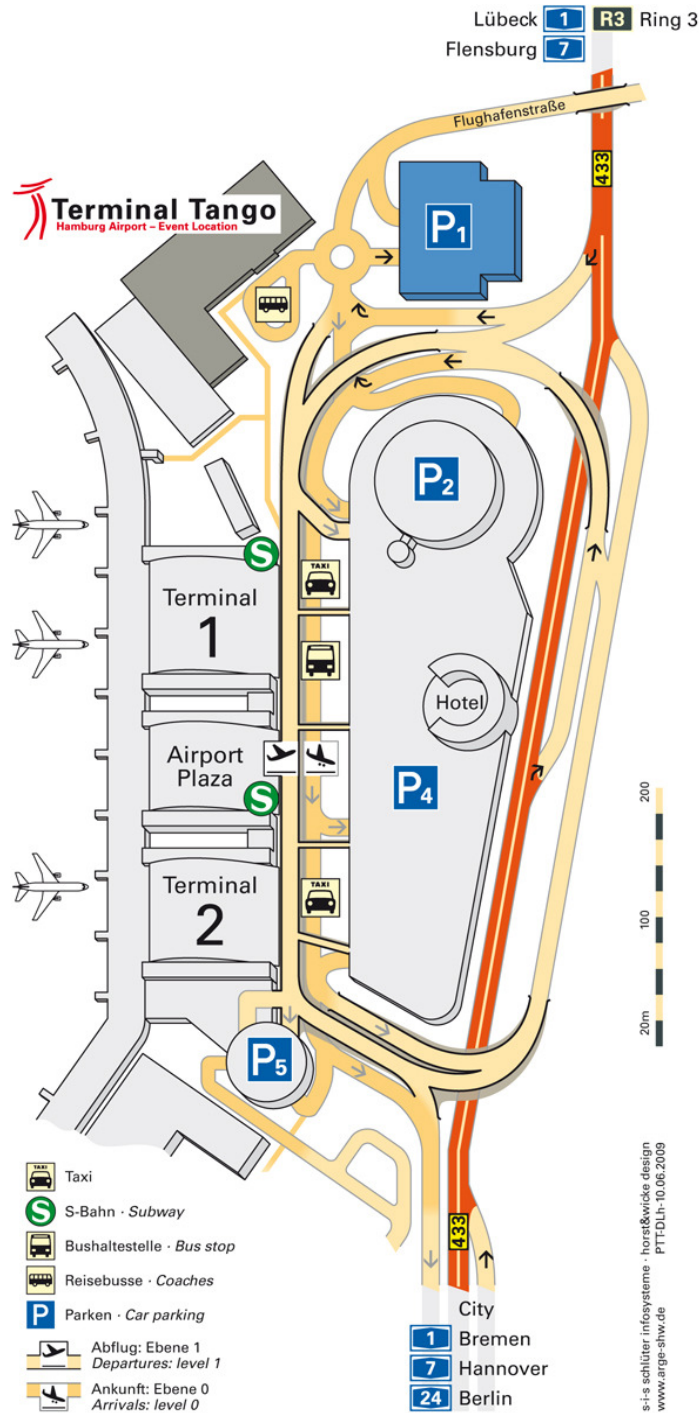 Lübeck 1 R3 Ring 3
Flensburg 7
Flughafenstraße
433
Terminal Tango
Hamburg Airport – Event Location
P1
P2
S
TAXI
Terminal
1
Hotel
Airport
Plaza
S
P4
Terminal
2
TAXI
P5
200
100
20m
TAXI Taxi
S S-Bahn · Subway
Bushaltestelle · Bus stop
Reisebusse · Coaches
P Parken · Car parking
Abflug: Ebene 1
Departures: level 1
Ankunft: Ebene 0
Arrivals: level 0
433
City
1 Bremen
7 Hannover
24 Berlin
s-i-s schlüter infosysteme · horst&wicke design
www.arge-shw.de PTT-DLh-10.06.2009